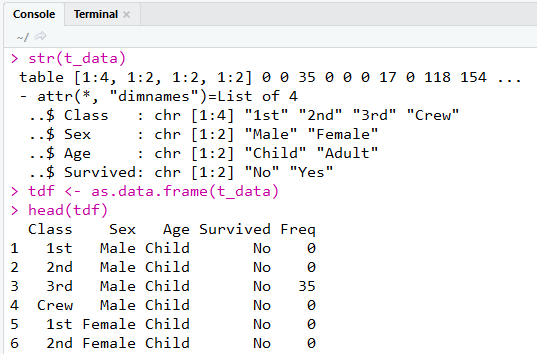 Console Terminal ×
~/
> str(t_data)
 table [1:4, 1:2, 1:2, 1:2] 0 0 35 0 0 0 17 0 118 154 ...
 - attr(*, "dimnames")=List of 4
  ..$ Class   : chr [1:4] "1st" "2nd" "3rd" "Crew"
  ..$ Sex     : chr [1:2] "Male" "Female"
  ..$ Age     : chr [1:2] "Child" "Adult"
  ..$ Survived: chr [1:2] "No" "Yes"
> tdf <- as.data.frame(t_data)
> head(tdf)
  Class    Sex   Age Survived Freq
1   1st   Male Child       No    0
2   2nd   Male Child       No    0
3   3rd   Male Child       No   35
4  Crew   Male Child       No    0
5   1st Female Child       No    0
6   2nd Female Child       No    0